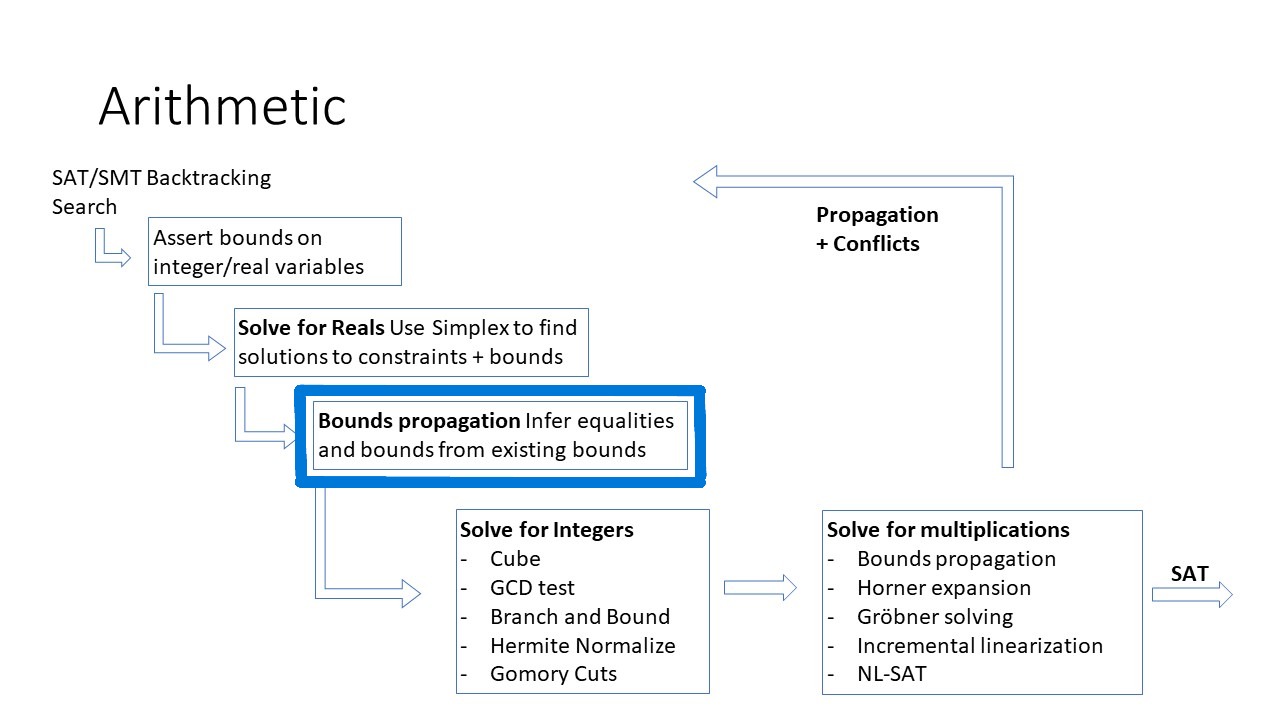 Arithmetic
SAT/SMT Backtracking
Search
Assert bounds on
integer/real variables
Propagation
+ Conflicts
Solve for Reals Use Simplex to find
solutions to constraints + bounds
Bounds propagation Infer equalities
and bounds from existing bounds
Solve for Integers
- Cube
- GCD test
- Branch and Bound
- Hermite Normalize
- Gomory Cuts
Solve for multiplications
- Bounds propagation
- Horner expansion
- Gröbner solving
- Incremental linearization
- NL-SAT
SAT